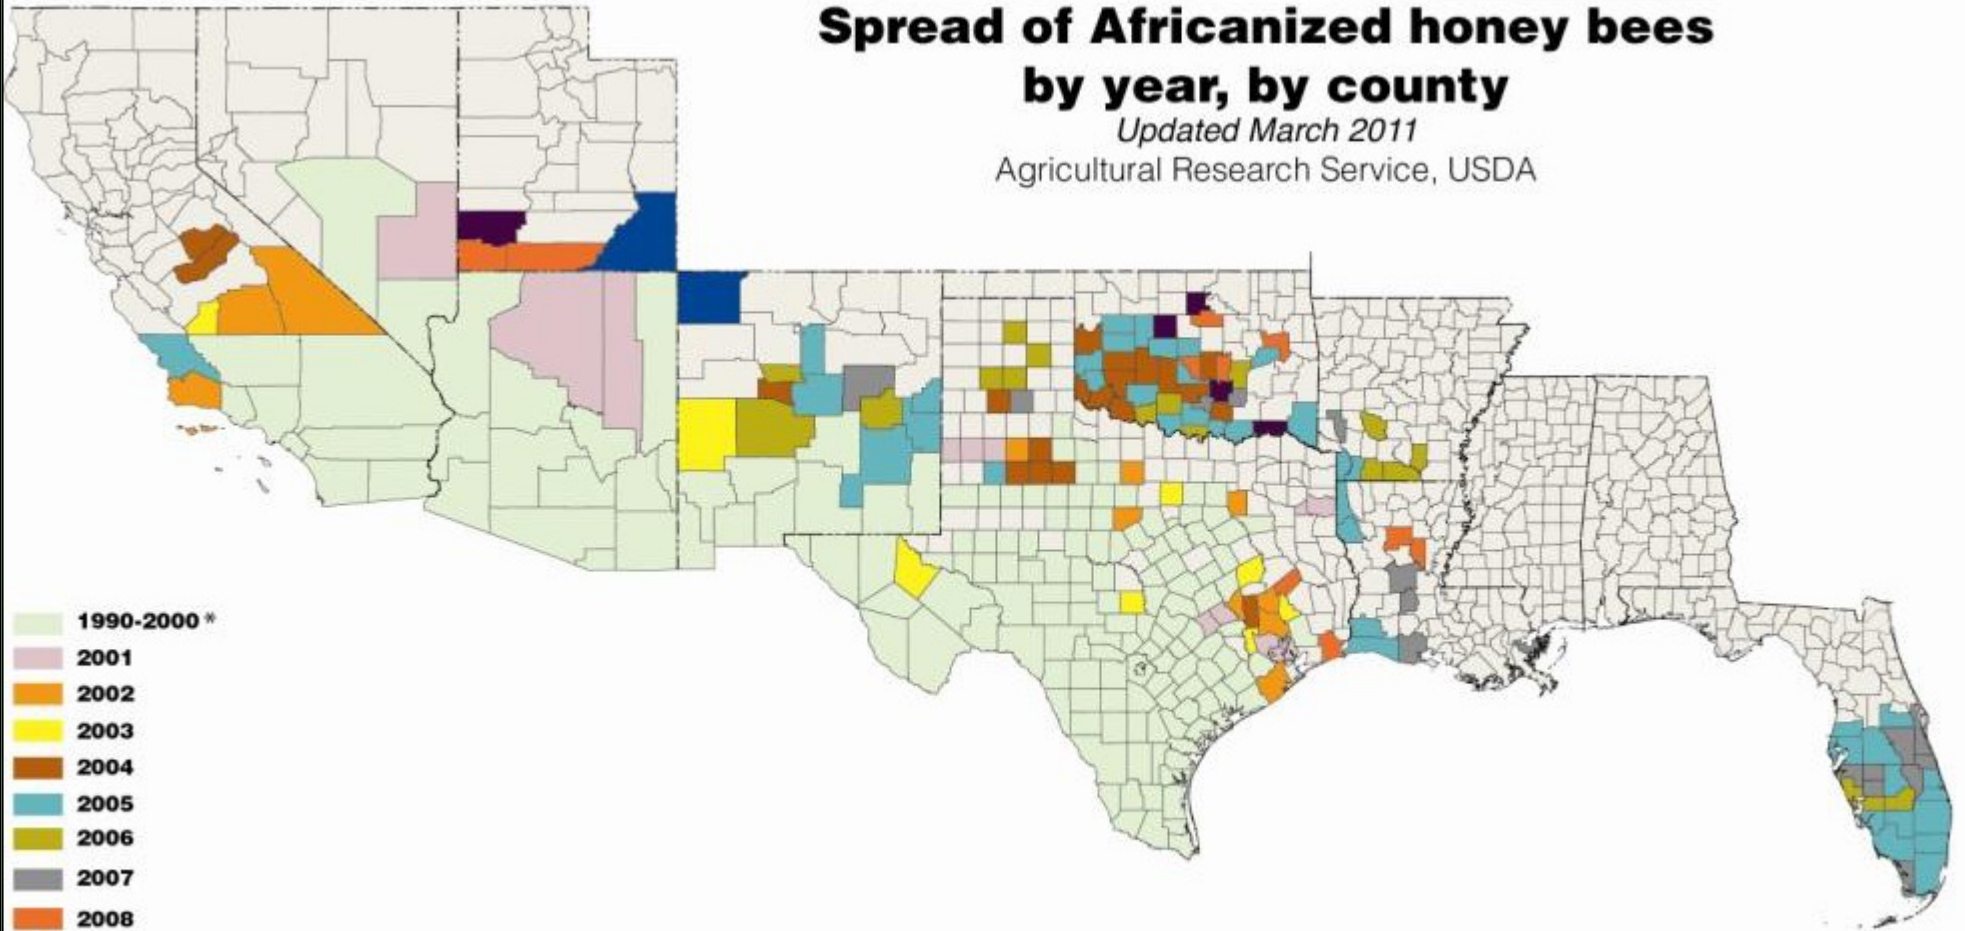 Spread of Africanized honey bees
by year, by county
Updated March 2011
Agricultural Research Service, USDA
1990-2000*
2001
2002
2003
2004
2005
2006
2007
2008